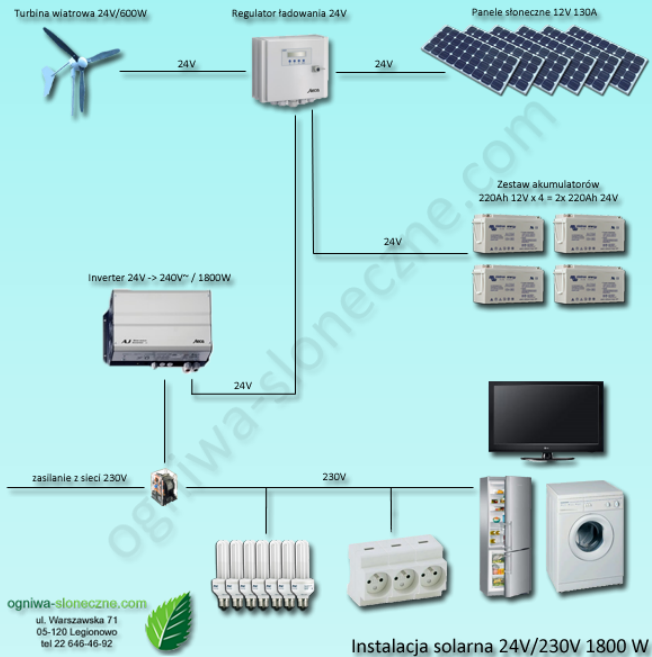 Turbina wiatrowa 24V/600W
Regulator ładowania 24V
Panele słoneczne 12V 130A
24V
24V
Zestaw akumulatorów
220Ah 12V x 4 = 2x 220Ah 24V
24V
Inverter 24V -> 240V~ / 1800W
24V
zasilanie z sieci 230V
230V
ogniwa-sloneczne.com
ogniwa-sloneczne.com
ul. Warszawska 71
05-120 Legionowo
tel 22 646-46-92
Instalacja solarna 24V/230V 1800 W